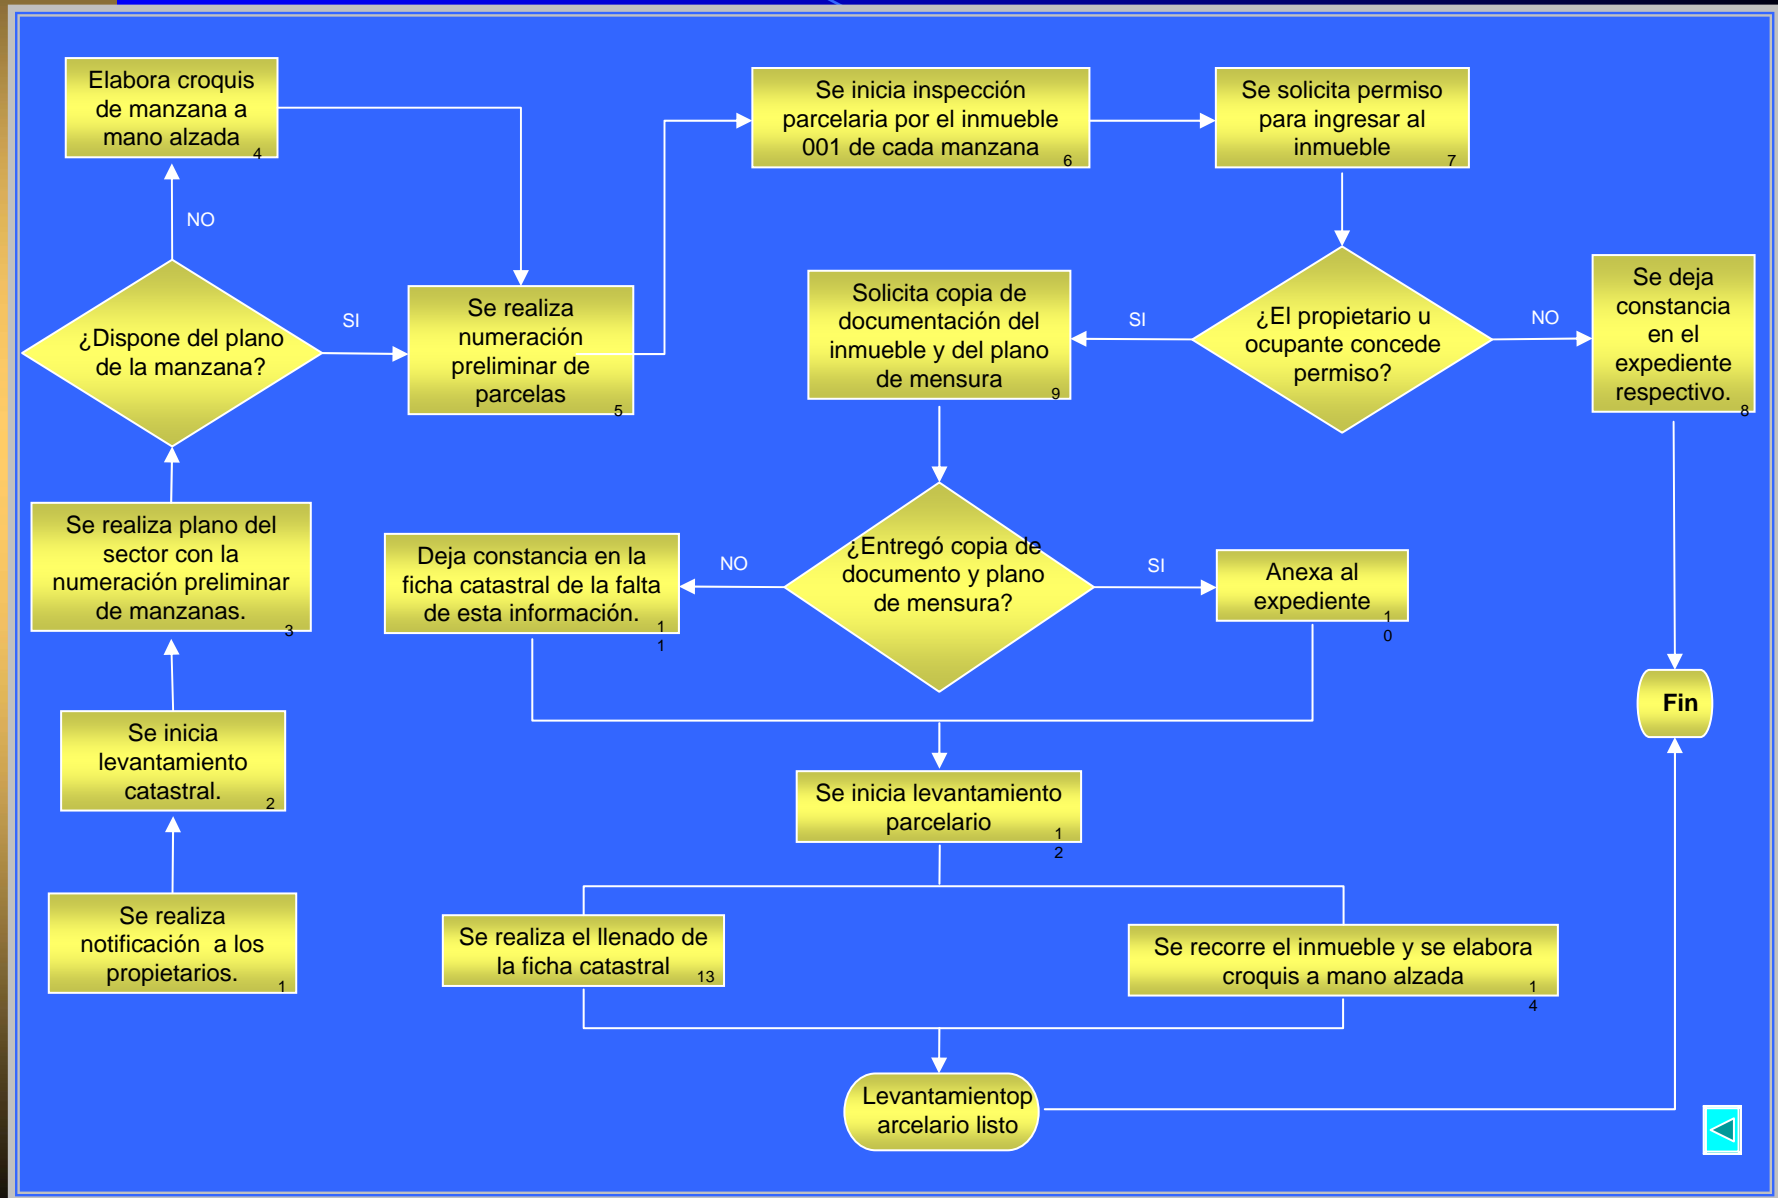 Elabora croquis
de manzana a
mano alzada
4
NO
¿Dispone del plano
de la manzana?
SI
Se realiza
numeración
preliminar de
parcelas
5
Se realiza plano del
sector con la
numeración preliminar
de manzanas.
3
Se inicia
levantamiento
catastral.
2
Se realiza
notificación a los
propietarios.
1
Se inicia inspección
parcelaria por el inmueble
001 de cada manzana
6
Se solicita permiso
para ingresar al
inmueble
7
¿El propietario u
ocupante concede
permiso?
SI
NO
Se deja
constancia
en el
expediente
respectivo.
8
Solicita copia de
documentación del
inmueble y del plano
de mensura
9
¿Entregó copia de
documento y plano
de mensura?
NO
SI
Deja constancia en la
ficha catastral de la falta
de esta información.
1
1
Anexa al
expediente
1
0
Fin
Se inicia levantamiento
parcelario
1
2
Se realiza el llenado de
la ficha catastral
13
Se recorre el inmueble y se elabora
croquis a mano alzada
1
4
Levantamientop
arcelario listo